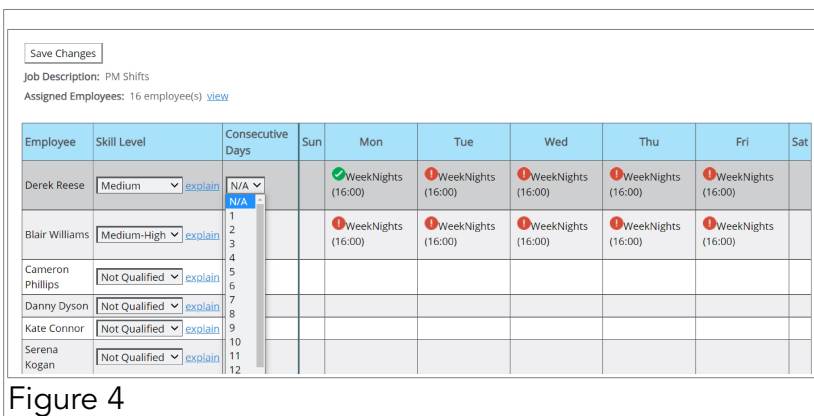 Save Changes
Job Description: PM Shifts
Assigned Employees: 16 employee(s) view
Employee Skill Level Consecutive Days Sun Mon Tue Wed Thu Fri Sat
Derek Reese Medium explain N/A WeekNights (16:00) WeekNights (16:00) WeekNights (16:00) WeekNights (16:00) WeekNights (16:00)
N/A
1
Blair Williams Medium-High explain 2 WeekNights (16:00) WeekNights (16:00) WeekNights (16:00) WeekNights (16:00) WeekNights (16:00)
3
4
Cameron Phillips Not Qualified explain 5
6
Danny Dyson Not Qualified explain 7
8
Kate Connor Not Qualified explain 9
10
Serena Kogan Not Qualified explain 11
12
Figure 4